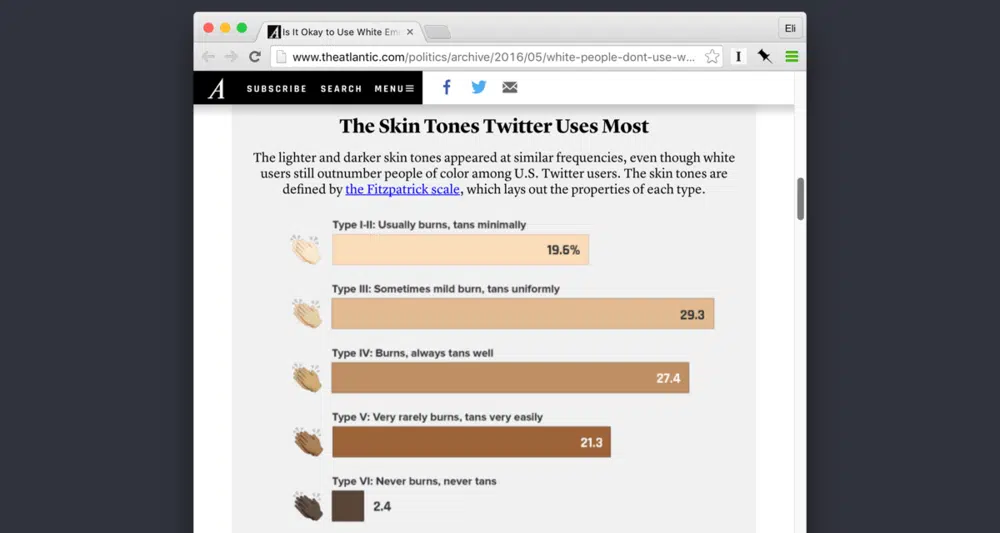 Is It Okay to Use White Em
Eli
www.theatlantic.com/politics/archive/2016/05/white-people-dont-use-w...
A SUBSCRIBE SEARCH MENU
The Skin Tones Twitter Uses Most
The lighter and darker skin tones appeared at similar frequencies, even though white
users still outnumber people of color among U.S. Twitter users. The skin tones are
defined by the Fitzpatrick scale, which lays out the properties of each type.
Type I-II: Usually burns, tans minimally
19.6%
Type III: Sometimes mild burn, tans uniformly
29.3
Type IV: Burns, always tans well
27.4
Type V: Very rarely burns, tans very easily
21.3
Type VI: Never burns, never tans
2.4